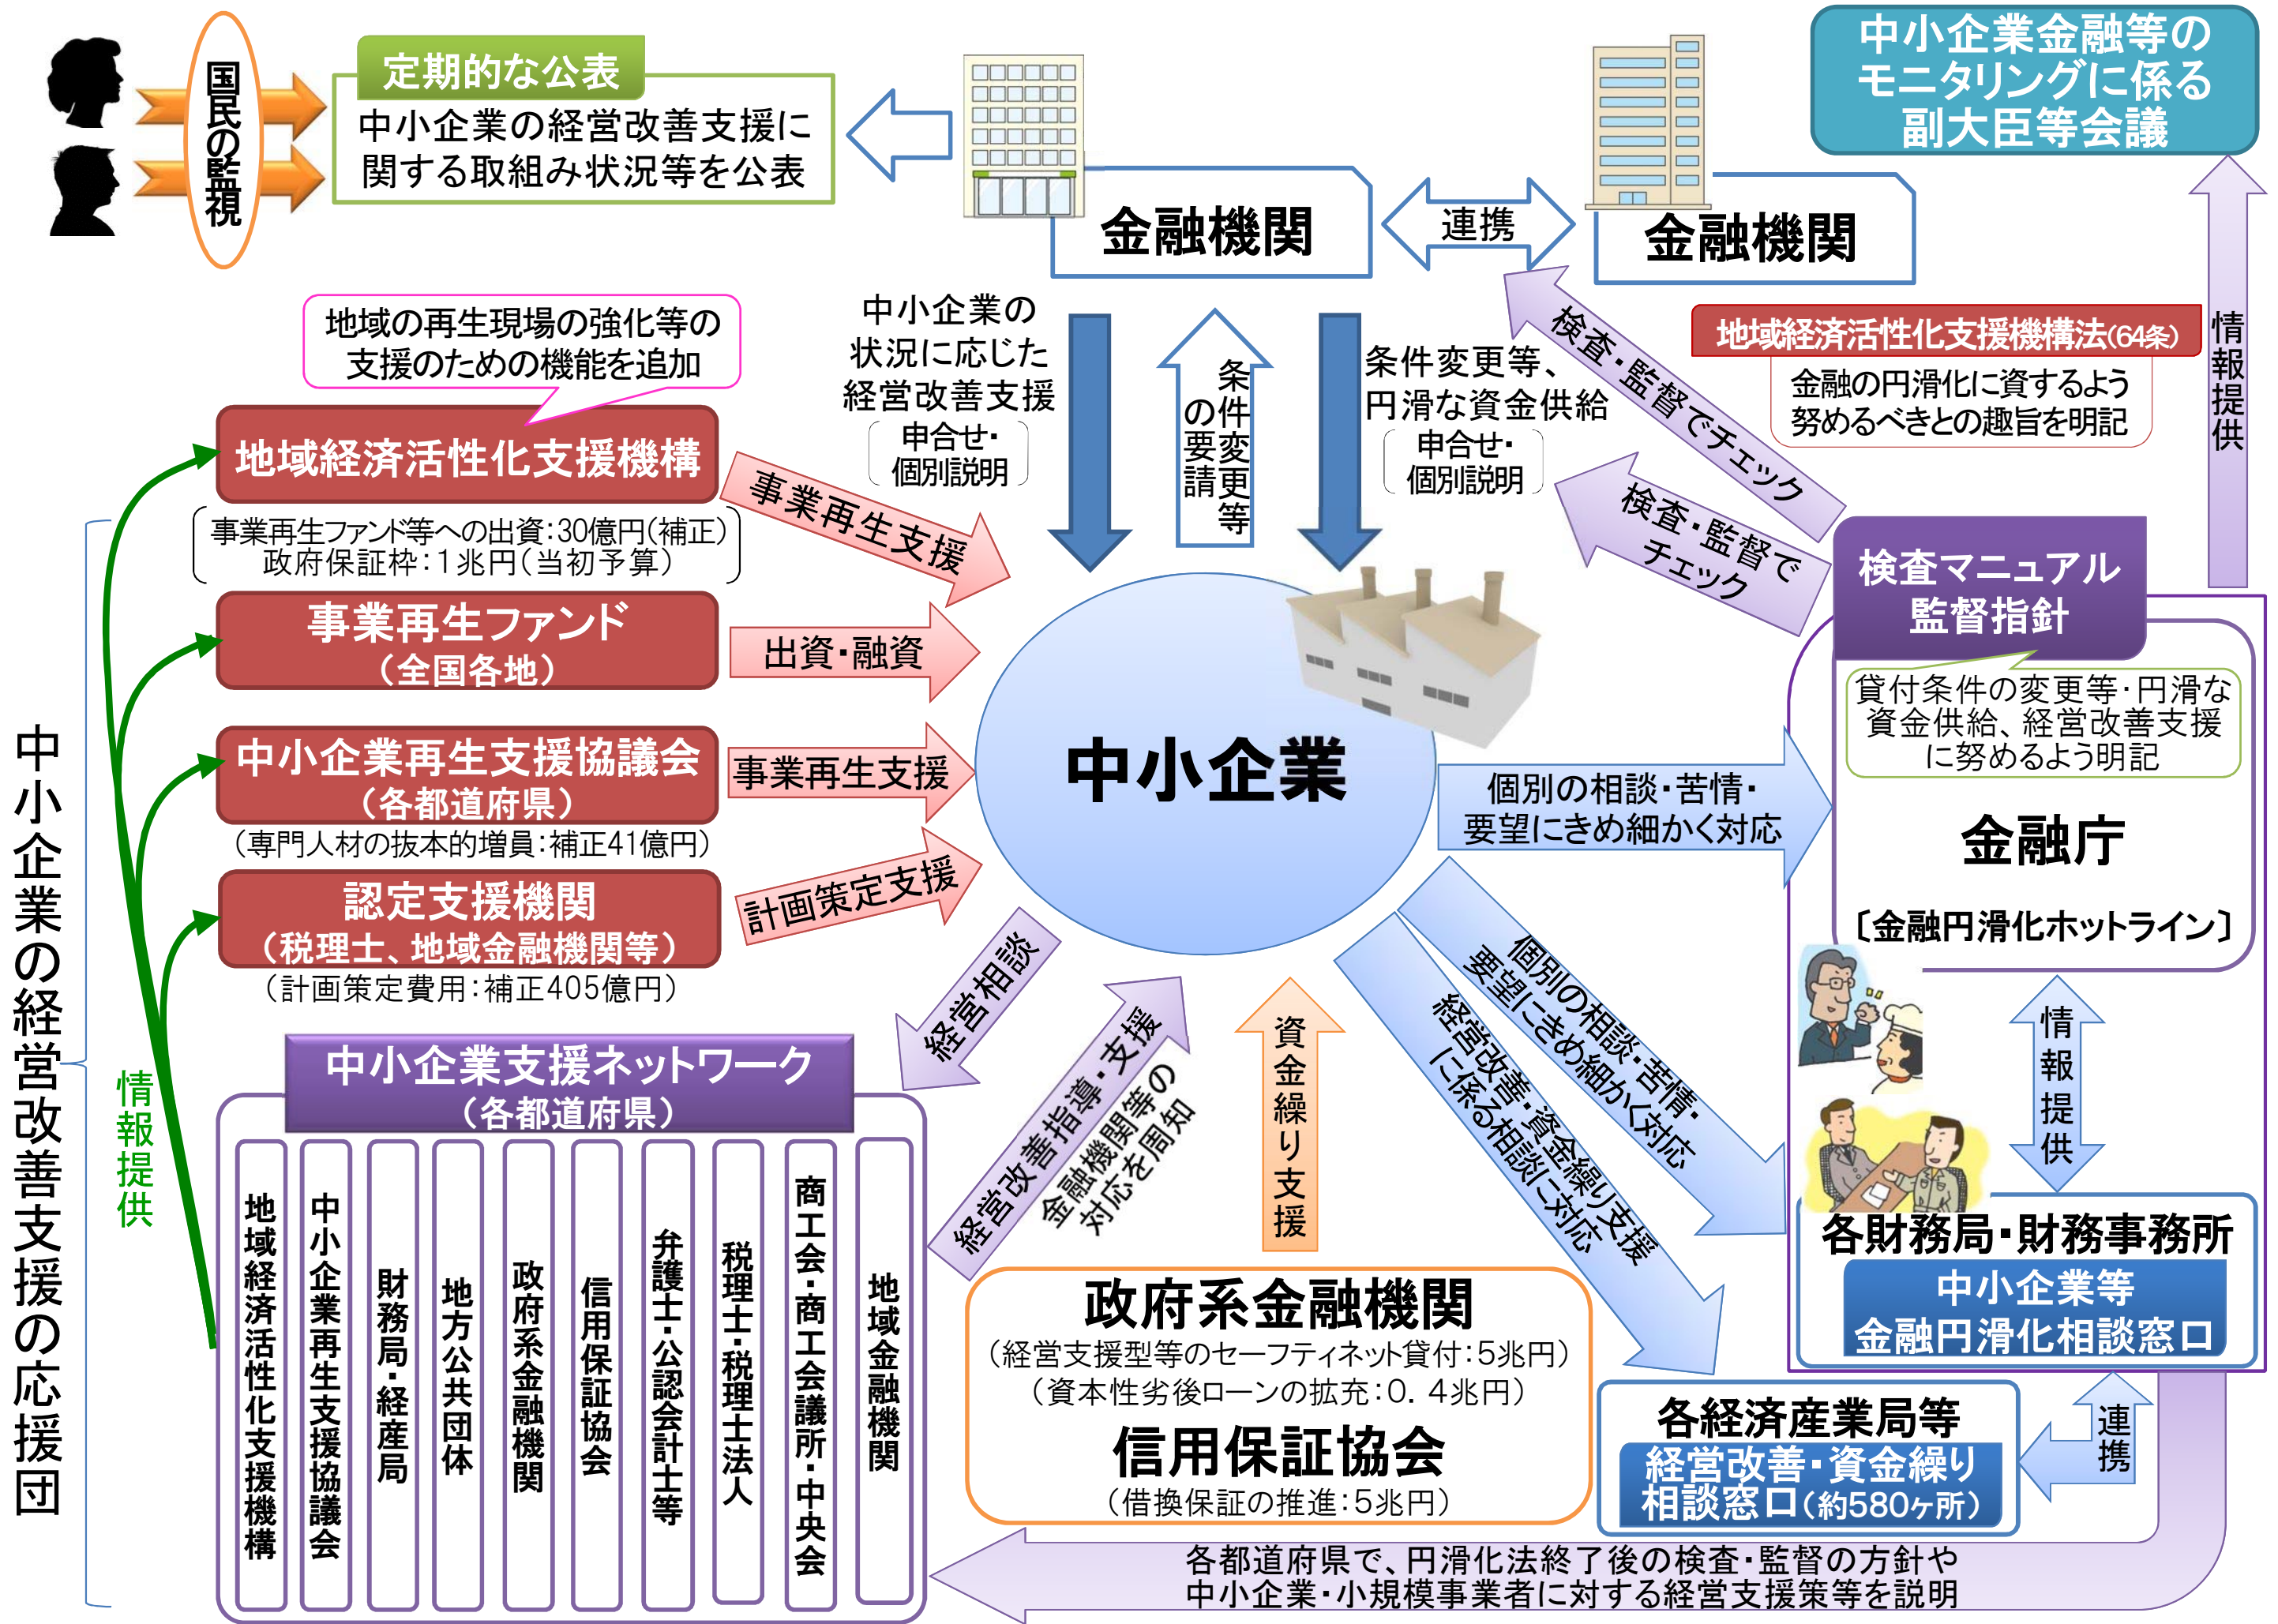 国民の監視
定期的な公表
中小企業の経営改善支援に
関する取組み状況等を公表
金融機関
連携
金融機関
中小企業金融等の
モニタリングに係る
副大臣等会議
情報提供
地域の再生現場の強化等の
支援のための機能を追加
中小企業の
状況に応じた
経営改善支援
申合せ・
個別説明
条件変更等
の要請
条件変更等、
円滑な資金供給
申合せ・
個別説明
検査・監督でチェック
検査・監督で
チェック
地域経済活性化支援機構法(64条)
金融の円滑化に資するよう
努めるべきとの趣旨を明記
地域経済活性化支援機構
事業再生ファンド等への出資:30億円(補正)
政府保証枠:1兆円(当初予算)
事業再生支援
事業再生ファンド
(全国各地)
出資・融資
中小企業再生支援協議会
(各都道府県)
(専門人材の抜本的増員:補正41億円)
事業再生支援
認定支援機関
(税理士、地域金融機関等)
(計画策定費用:補正405億円)
計画策定支援
中小企業の経営改善支援の応援団
情報提供
中小企業
検査マニュアル
監督指針
貸付条件の変更等・円滑な
資金供給、経営改善支援
に努めるよう明記
金融庁
〔金融円滑化ホットライン〕
個別の相談・苦情・
要望にきめ細かく対応
個別の相談・苦情・
要望にきめ細かく対応
経営改善・資金繰り支援
に係る相談に対応
経営相談
経営改善指導・支援
金融機関等の
対応を周知
資金繰り支援
情報提供
中小企業支援ネットワーク
(各都道府県)
地域経済活性化支援機構
中小企業再生支援協議会
財務局・経産局
地方公共団体
政府系金融機関
信用保証協会
弁護士・公認会計士等
税理士・税理士法人
商工会・商工会議所・中央会
地域金融機関
政府系金融機関
(経営支援型等のセーフティネット貸付:5兆円)
(資本性劣後ローンの拡充:0.4兆円)
信用保証協会
(借換保証の推進:5兆円)
各財務局・財務事務所
中小企業等
金融円滑化相談窓口
各経済産業局等
経営改善・資金繰り
相談窓口(約580ヶ所)
連携
各都道府県で、円滑化法終了後の検査・監督の方針や
中小企業・小規模事業者に対する経営支援策等を説明